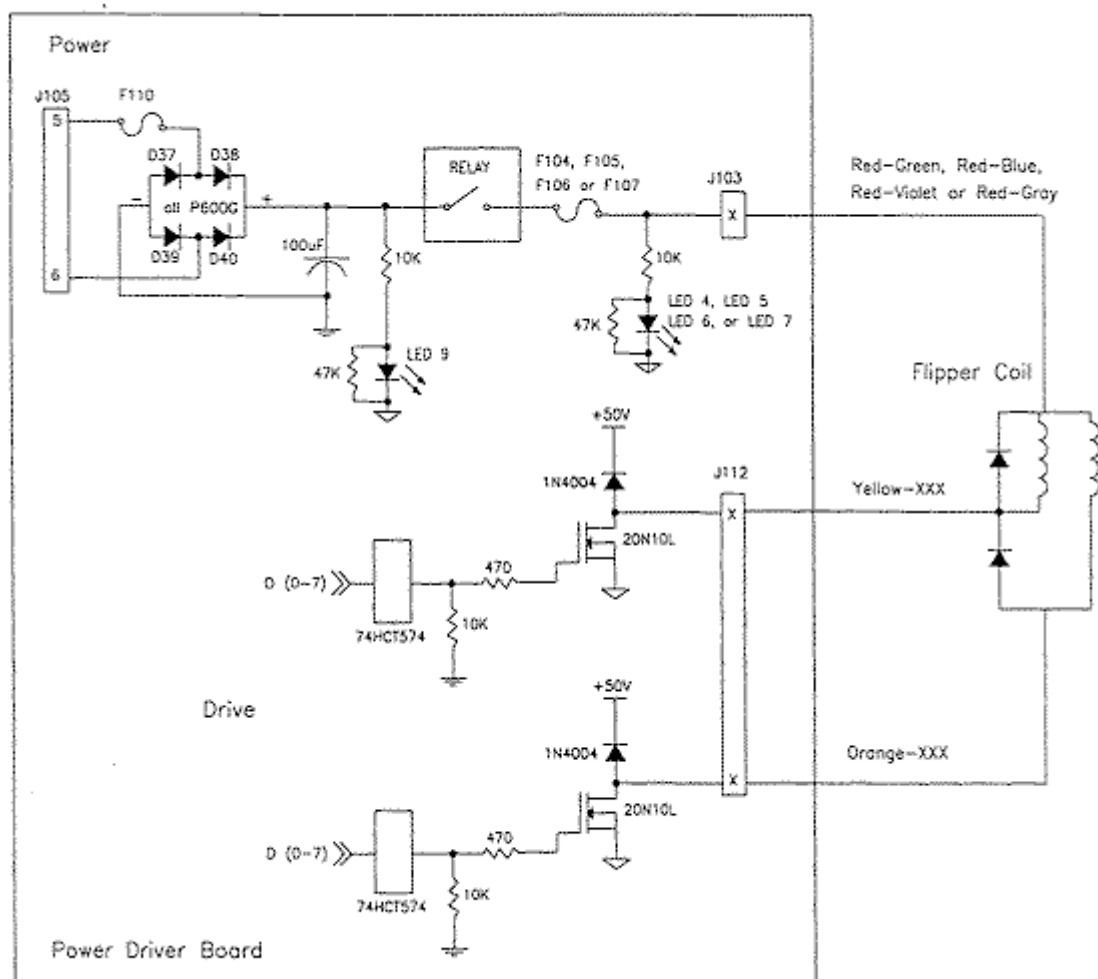 Power
J105
F110
5
D37
D38
RELAY
F104, F105,
F106 or F107
J103
Red-Green, Red-Blue,
Red-Violet or Red-Gray
-
all P600G
+
X
D39
D40
100uF
10K
10K
6
LED 4, LED 5
LED 6, or LED 7
47K
LED 9
47K
Flipper Coil
+50V
1N4004
J112
X
Yellow-XXX
20N10L
470
D (0-7)
10K
74HCT574
+50V
Drive
1N4004
Orange-XXX
X
20N10L
470
D (0-7)
10K
74HCT574
Power Driver Board